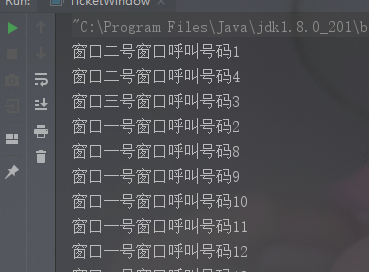 Run: TicketWindow
"C:\Program Files\Java\jdk1.8.0_201\b
窗口二号窗口呼叫号码1
窗口二号窗口呼叫号码4
窗口三号窗口呼叫号码3
窗口一号窗口呼叫号码2
窗口一号窗口呼叫号码8
窗口一号窗口呼叫号码9
窗口一号窗口呼叫号码10
窗口一号窗口呼叫号码11
窗口一号窗口呼叫号码12